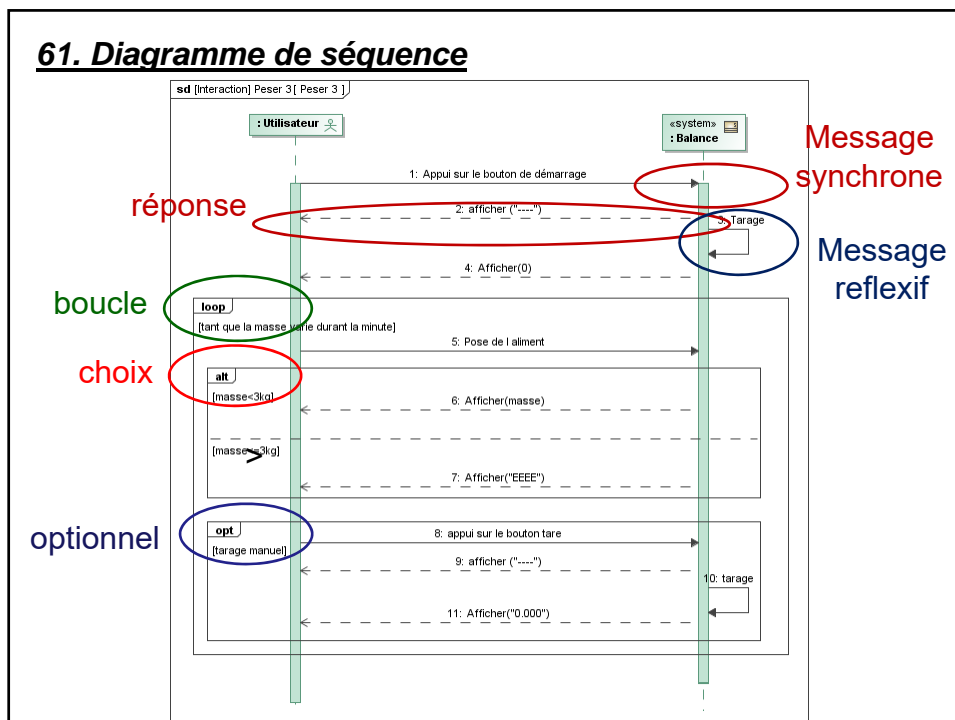 61. Diagramme de séquence
sd [Interaction] Peser 3 [ Peser 3 ]
: Utilisateur
«system»
: Balance
Message
synchrone
1: Appui sur le bouton de démarrage
réponse
2: afficher ("----")
3: Tarage
Message
reflexif
4: Afficher(0)
boucle
loop
[tant que la masse varie durant la minute]
5: Pose de l aliment
choix
alt
[masse<3kg]
6: Afficher(masse)
[masse>=3kg]
7: Afficher("EEEE")
optionnel
opt
[tarage manuel]
8: appui sur le bouton tare
9: afficher ("----")
10: tarage
11: Afficher("0.000")